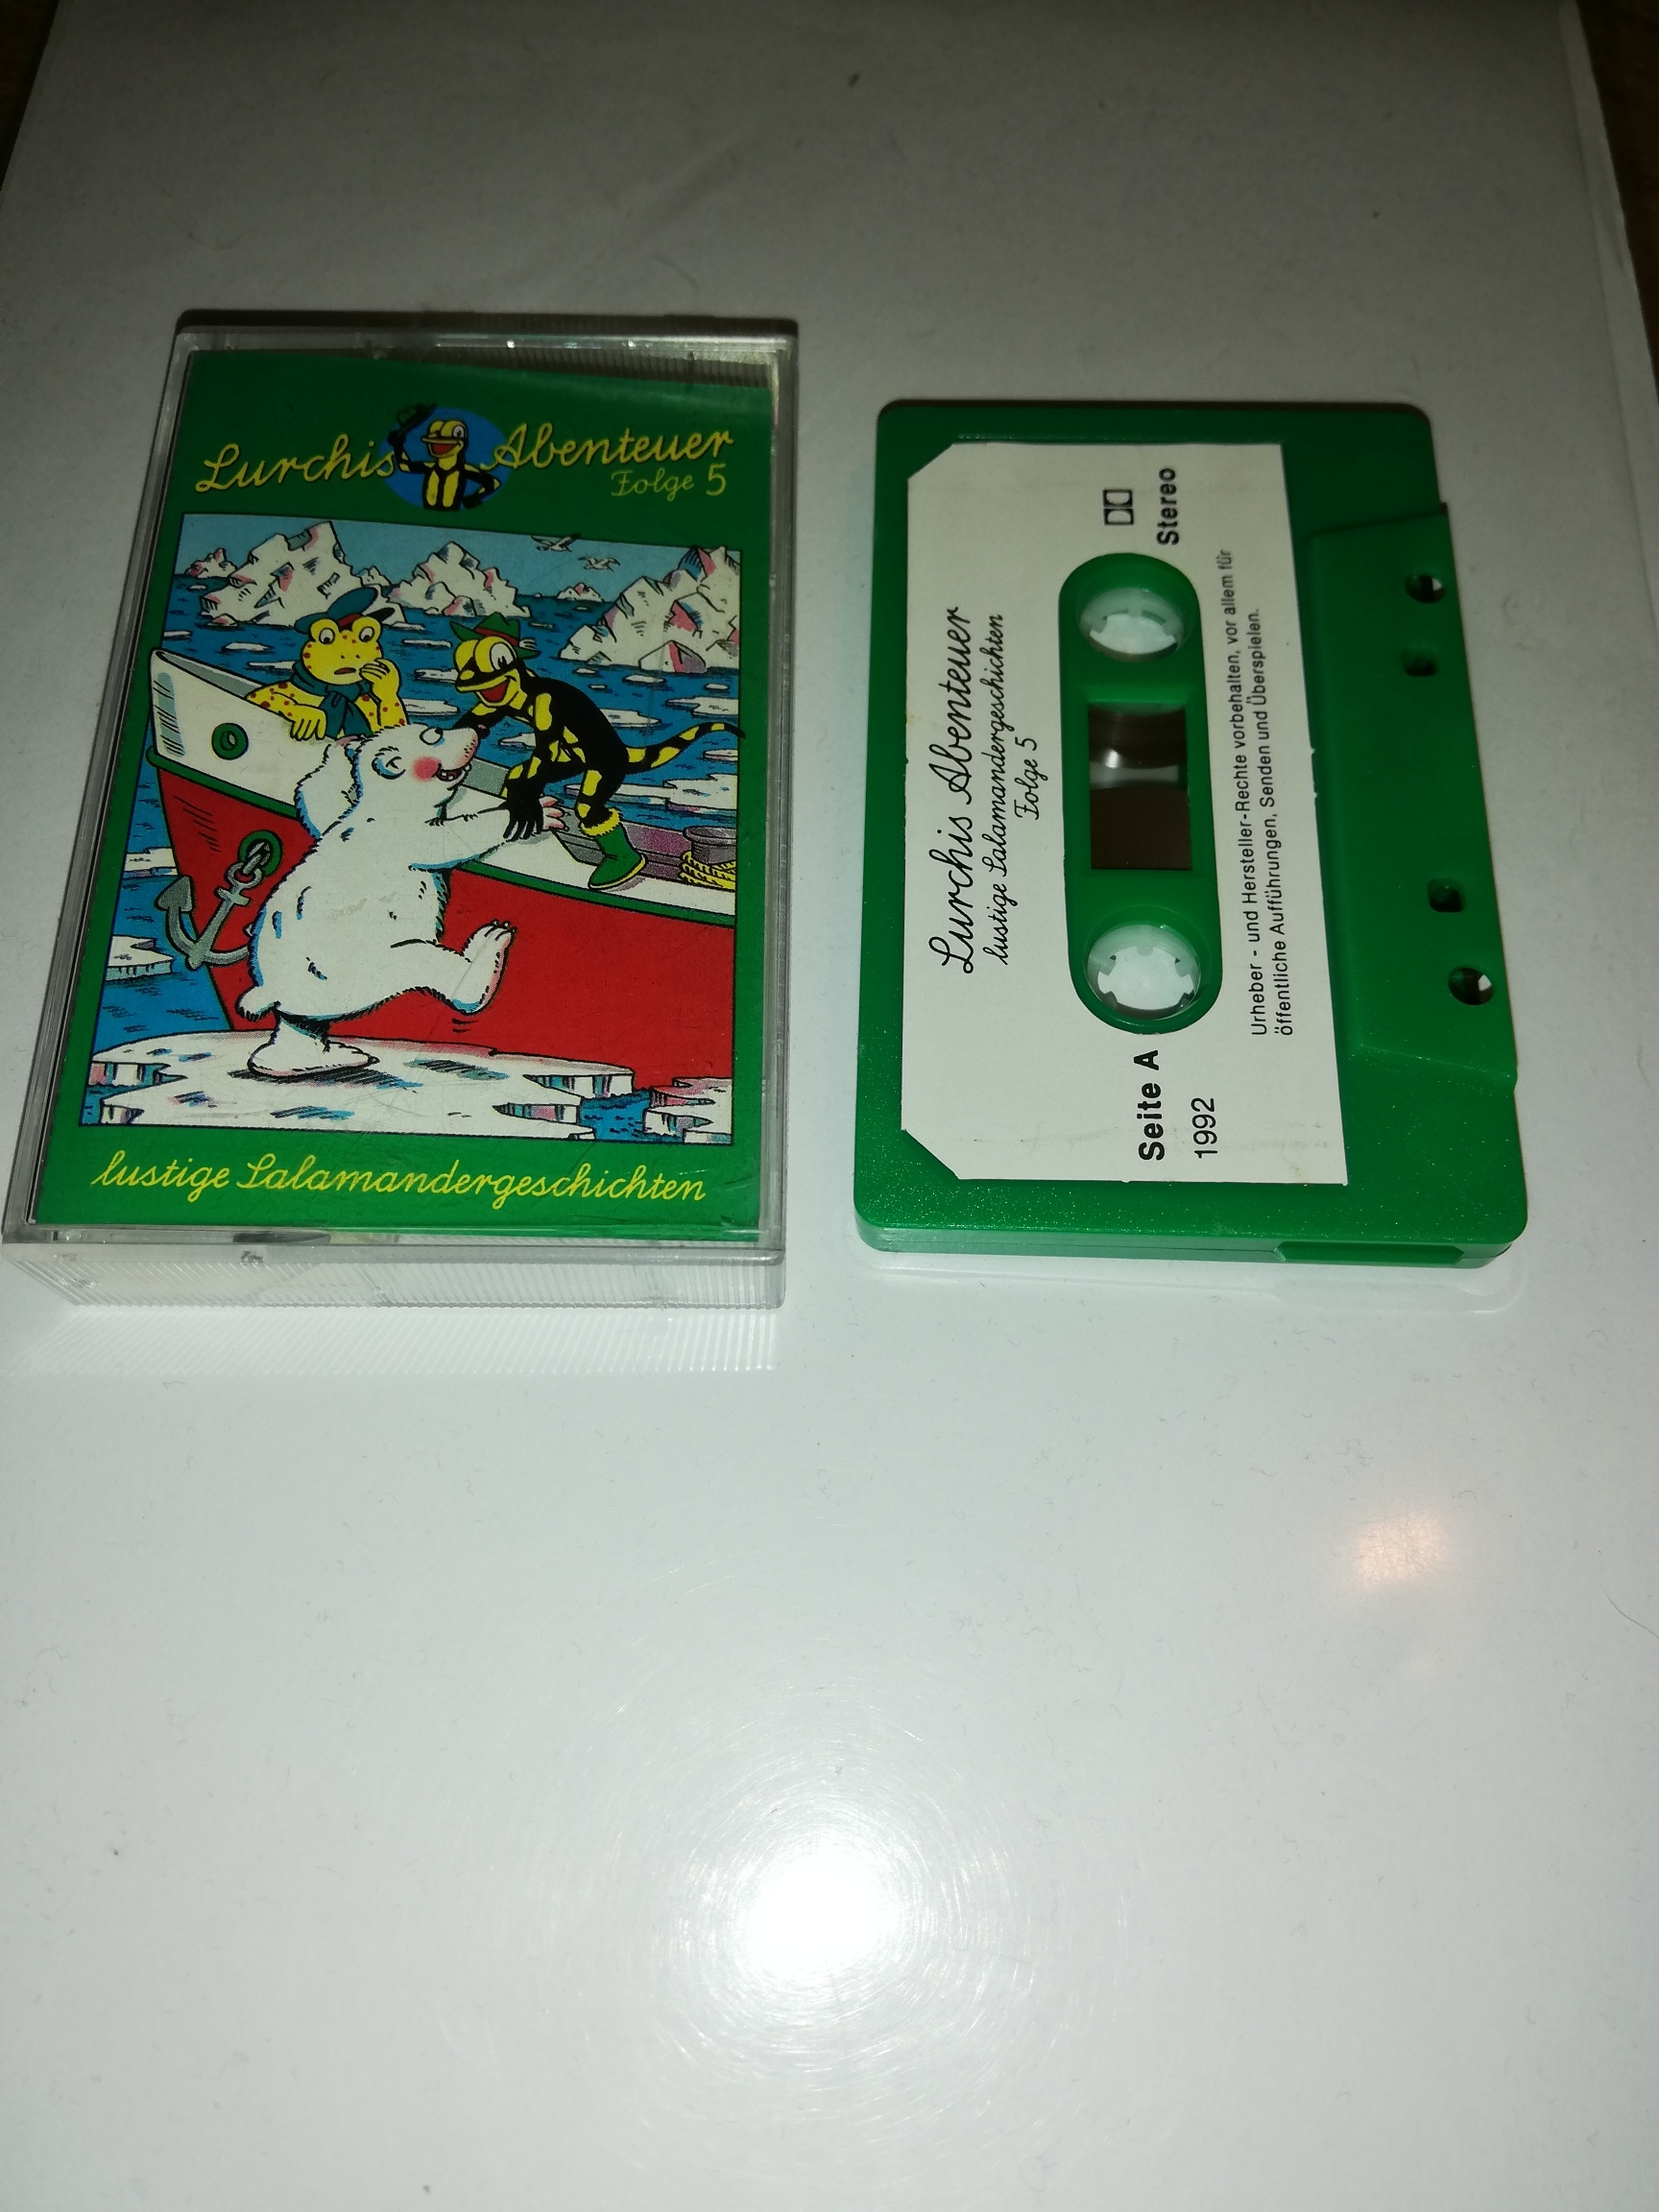 Lurchis Abenteuer
Folge 5
lustige Salamandergeschichten
Lurchis Abenteuer
lustige Salamandergeschichten
Folge 5
Seite A
1992
Stereo
Urheber - und Hersteller-Rechte vorbehalten, vor allem für
öffentliche Aufführungen, Senden und Überspielen.